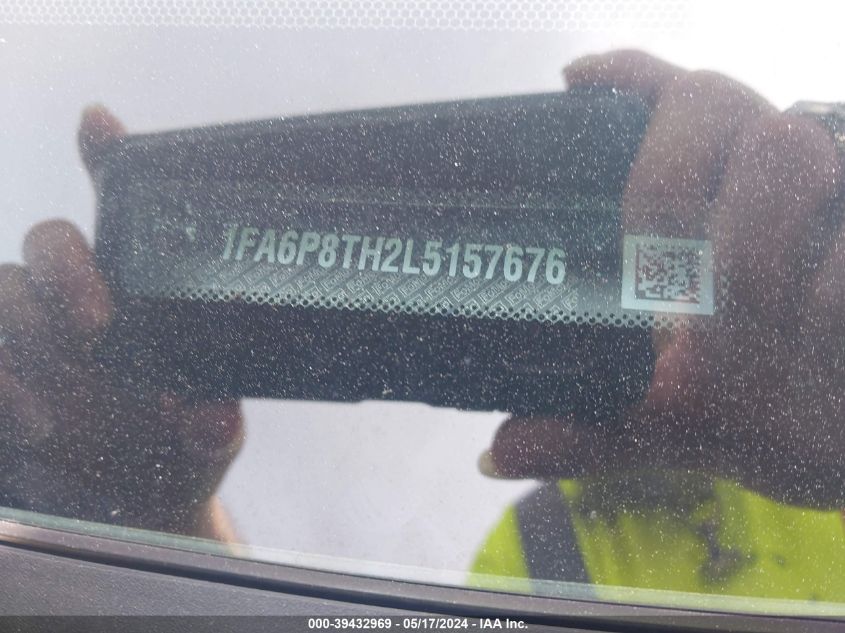 1FA6P8TH2L5157676
000-39432969 — 05/17/2024 - IAA Inc.